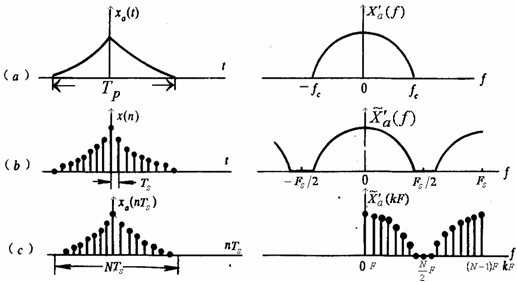 x_a(t) X'_a(f)
(a) T_p t -f_c 0 f_c f
x(n) X̃'_a(f)
(b) T_S t -F_S/2 0 F_S/2 F_S f
x_a(nT_S) X̃'_a(kF)
(c) NT_S nT_S 0 F N/2 F (N-1)F kF f